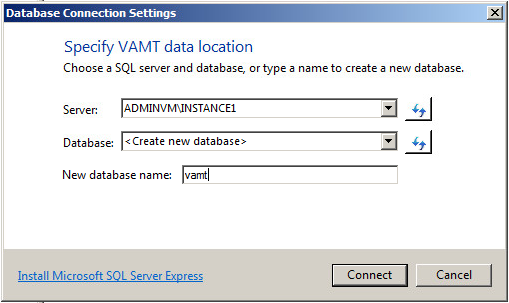 Database Connection Settings
Specify VAMT data location
Choose a SQL server and database, or type a name to create a new database.
Server: ADMINVM\INSTANCE1
Database: <Create new database>
New database name: vamt
Install Microsoft SQL Server Express Connect Cancel